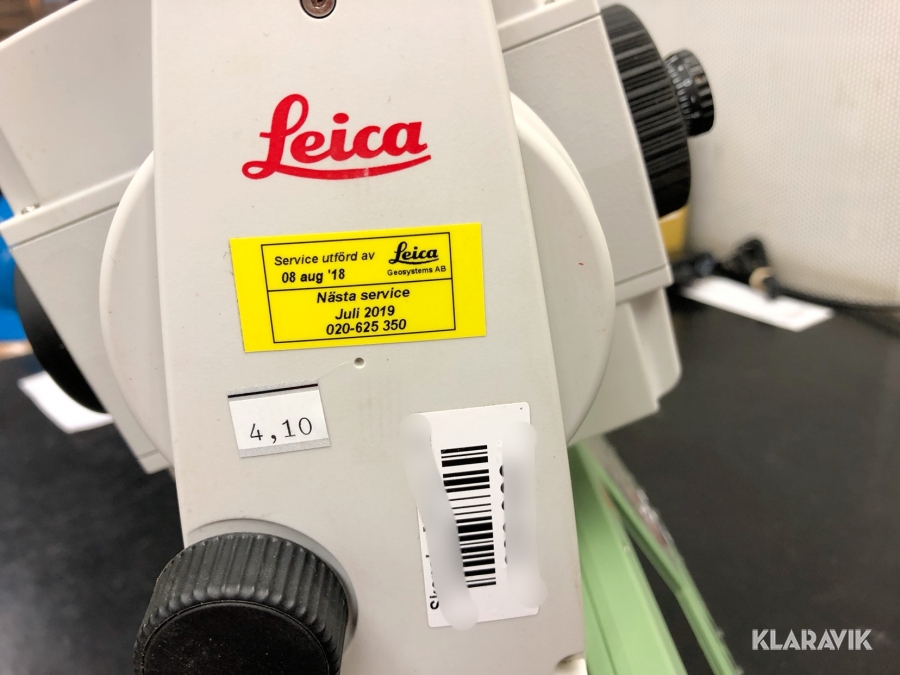 Leica
Service utförd av
08 aug '18
Leica
Geosystems AB
Nästa service
Juli 2019
020-625 350
4,10
KLARAVIK